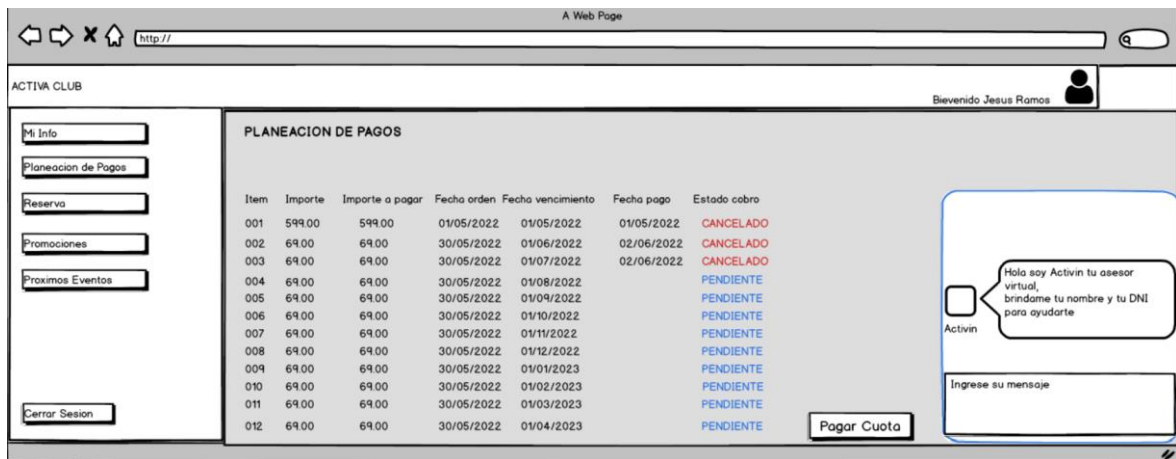 A Web Page
http://
ACTIVA CLUB
Bievenido Jesus Ramos
Mi Info
Planeacion de Pagos
Reserva
Promociones
Proximos Eventos
Cerrar Sesion
PLANEACION DE PAGOS
Item Importe Importe a pagar Fecha orden Fecha vencimiento Fecha pago Estado cobro
001 599.00 599.00 01/05/2022 01/05/2022 01/05/2022 CANCELADO
002 69.00 69.00 30/05/2022 01/06/2022 02/06/2022 CANCELADO
003 69.00 69.00 30/05/2022 01/07/2022 02/06/2022 CANCELADO
004 69.00 69.00 30/05/2022 01/08/2022 PENDIENTE
005 69.00 69.00 30/05/2022 01/09/2022 PENDIENTE
006 69.00 69.00 30/05/2022 01/10/2022 PENDIENTE
007 69.00 69.00 30/05/2022 01/11/2022 PENDIENTE
008 69.00 69.00 30/05/2022 01/12/2022 PENDIENTE
009 69.00 69.00 30/05/2022 01/01/2023 PENDIENTE
010 69.00 69.00 30/05/2022 01/02/2023 PENDIENTE
011 69.00 69.00 30/05/2022 01/03/2023 PENDIENTE
012 69.00 69.00 30/05/2022 01/04/2023 PENDIENTE
Pagar Cuota
Hola soy Activin tu asesor
virtual,
brindame tu nombre y tu DNI
para ayudarte
Activin
Ingrese su mensaje